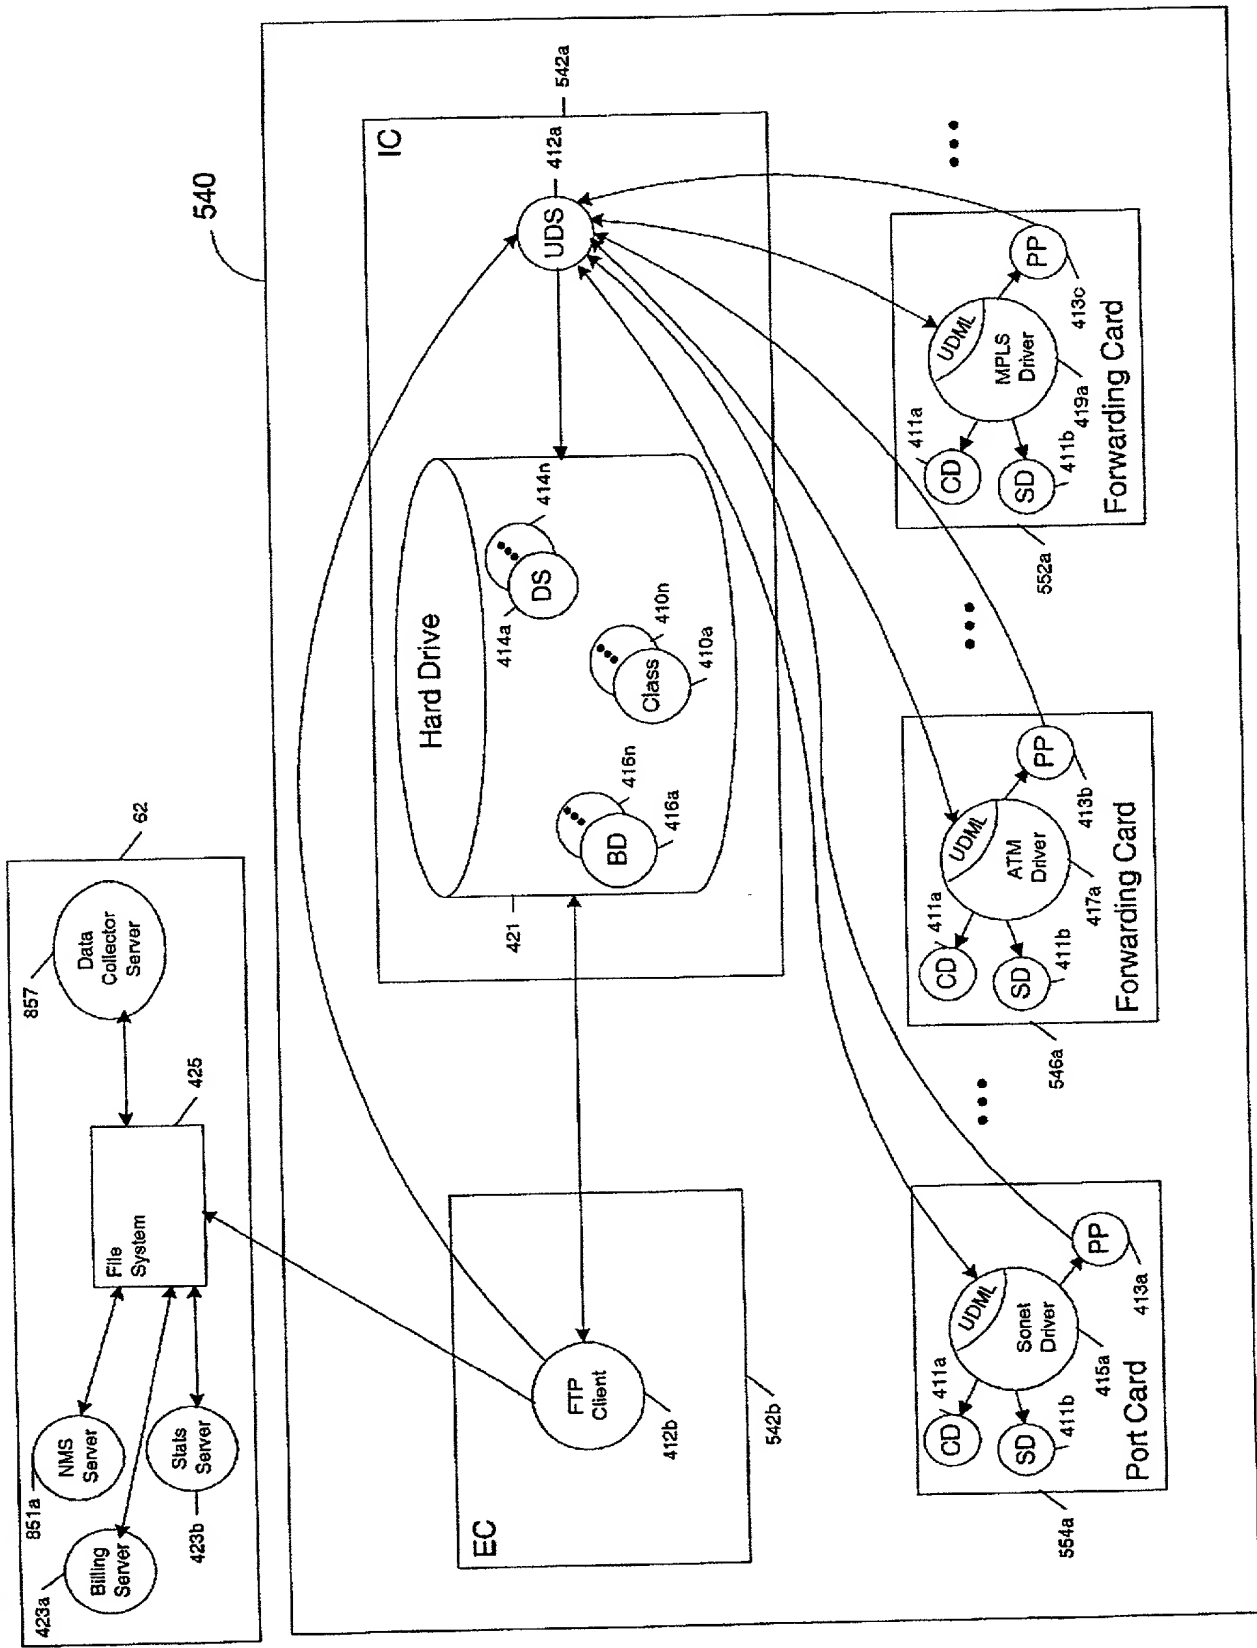 540
62
857
Data
Collector
Server
425
File
System
NMS
Server
851a
Stats
Server
423b
Billing
Server
423a
IC
542a
UDS
412a
Hard Drive
421
DS
414a
414n
Class
410n
410a
BD
416n
416a
EC
FTP
Client
412b
542b
Port Card
554a
CD
411a
SD
411b
UDML
Sonet
Driver
415a
PP
413a
Forwarding Card
546a
CD
411a
SD
411b
UDML
ATM
Driver
417a
PP
413b
Forwarding Card
552a
CD
411a
SD
411b
UDML
MPLS
Driver
419a
PP
413c